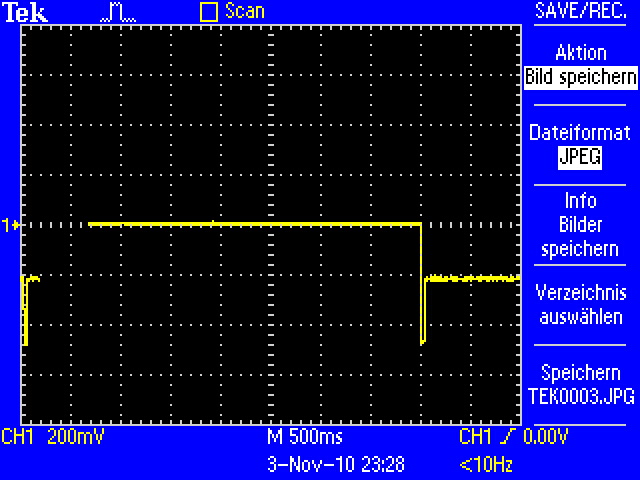 Tek
Scan
SAVE/REC.
Aktion
Bild speichern
Dateiformat
JPEG
Info
Bilder
speichern
Verzeichnis
auswählen
Speichern
TEK0003.JPG
1
CH1 200mV
M 500ms
CH1 0.00V
3-Nov-10 23:28
<10Hz